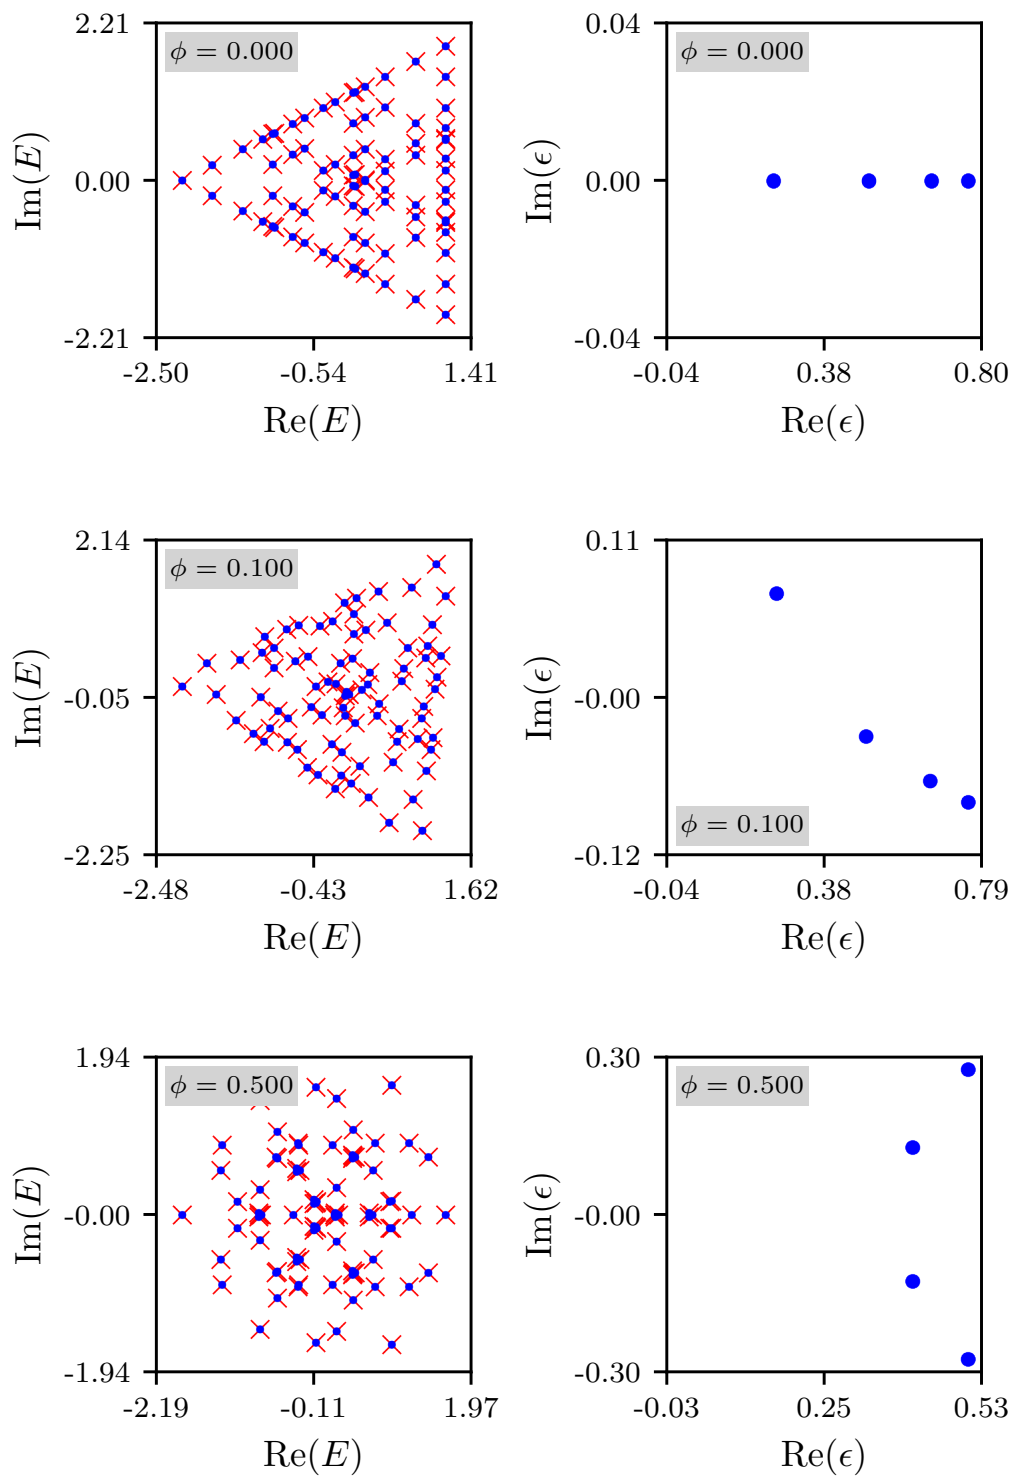 2.21
0.00
-2.21
Im(E)
ϕ = 0.000
-2.50
-0.54
1.41
Re(E)
0.04
0.00
-0.04
Im(ϵ)
ϕ = 0.000
-0.04
0.38
0.80
Re(ϵ)
2.14
-0.05
-2.25
Im(E)
ϕ = 0.100
-2.48
-0.43
1.62
Re(E)
0.11
-0.00
-0.12
Im(ϵ)
ϕ = 0.100
-0.04
0.38
0.79
Re(ϵ)
1.94
-0.00
-1.94
Im(E)
ϕ = 0.500
-2.19
-0.11
1.97
Re(E)
0.30
-0.00
-0.30
Im(ϵ)
ϕ = 0.500
-0.03
0.25
0.53
Re(ϵ)